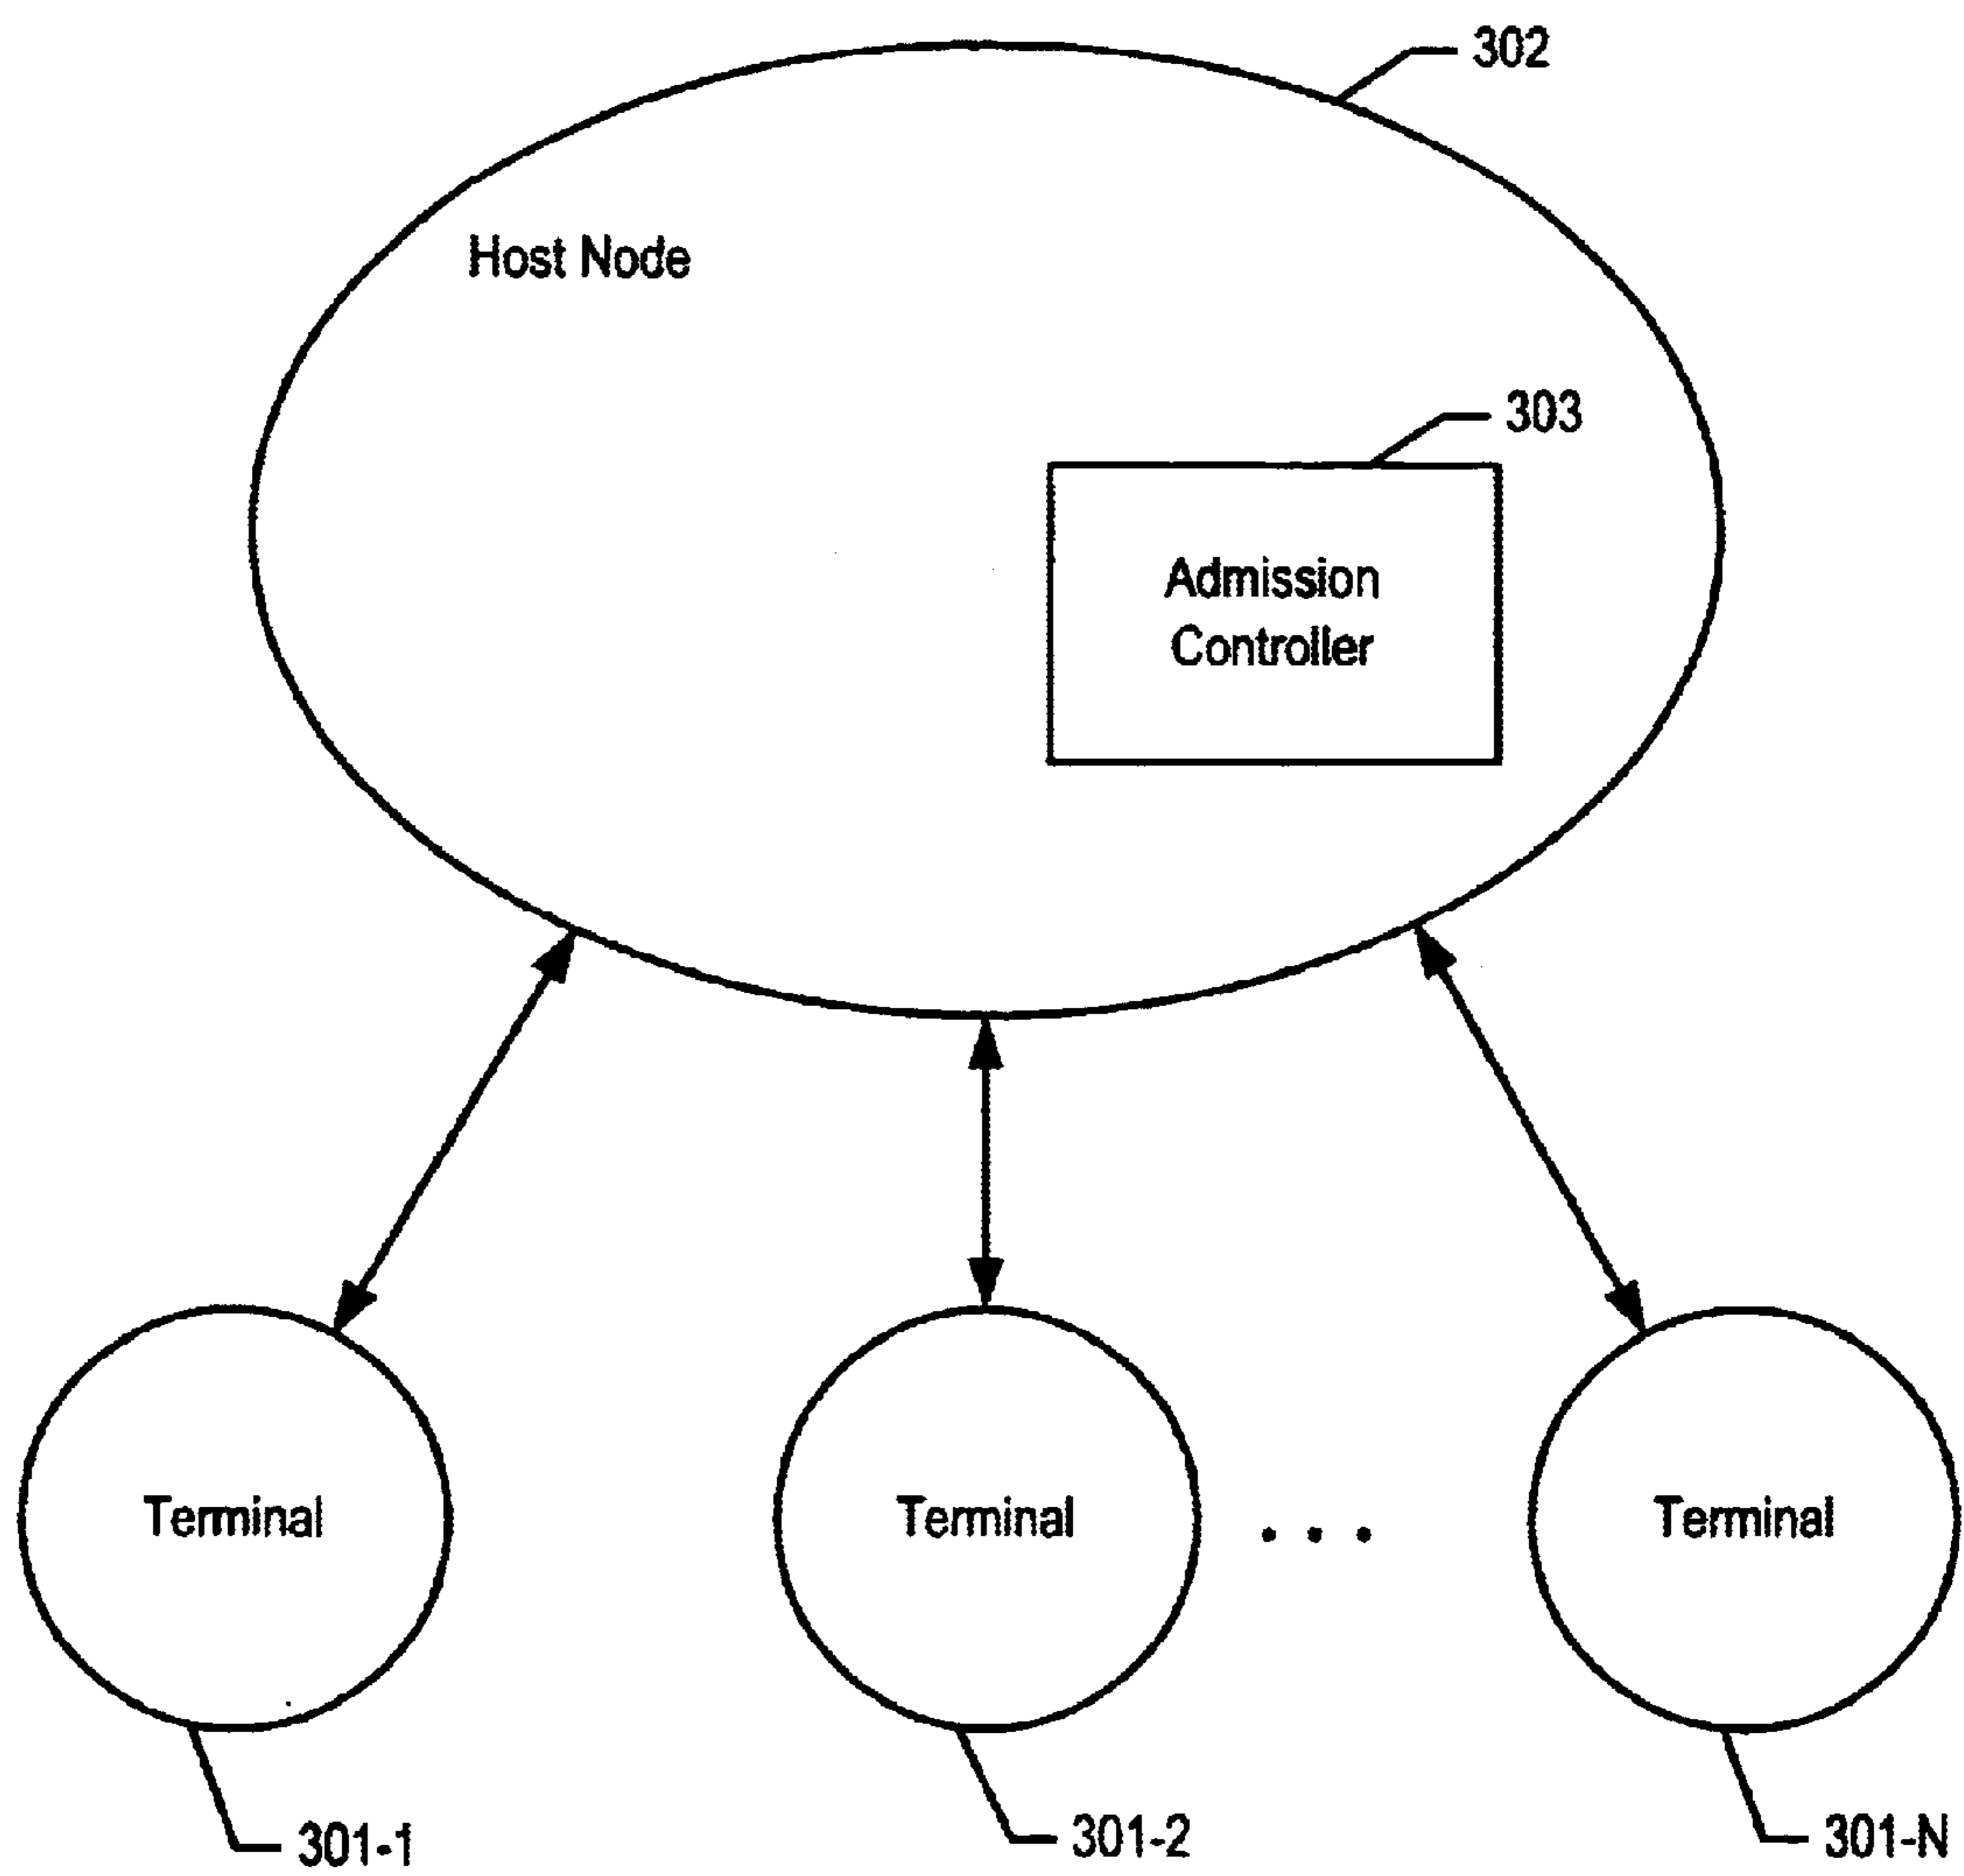 302
Host Node
303
Admission
Controller
Terminal
Terminal
. . .
Terminal
301-1
301-2
301-N